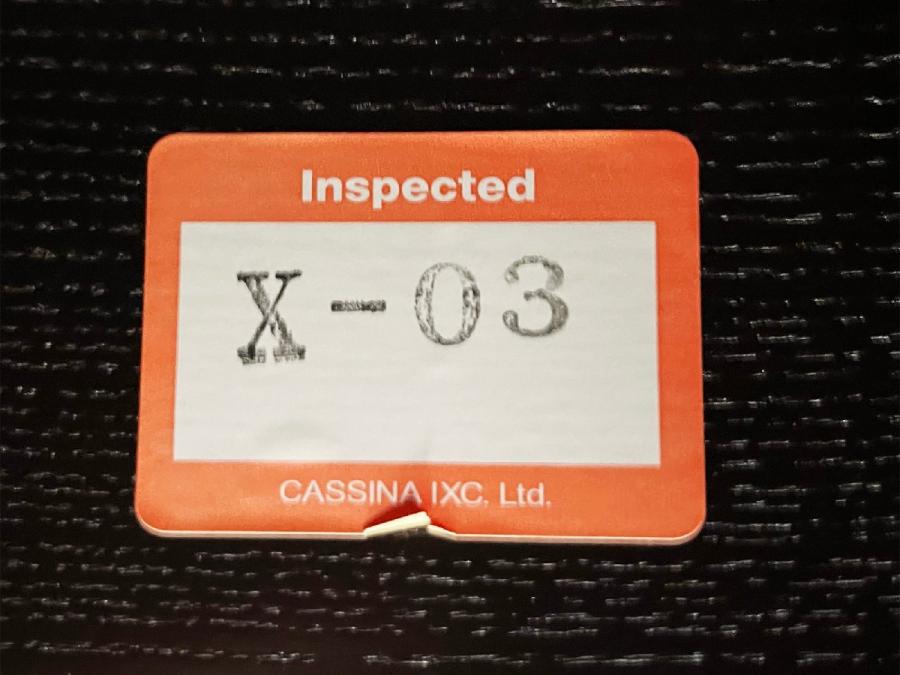 Inspected
X-03
CASSINA IXC. Ltd.